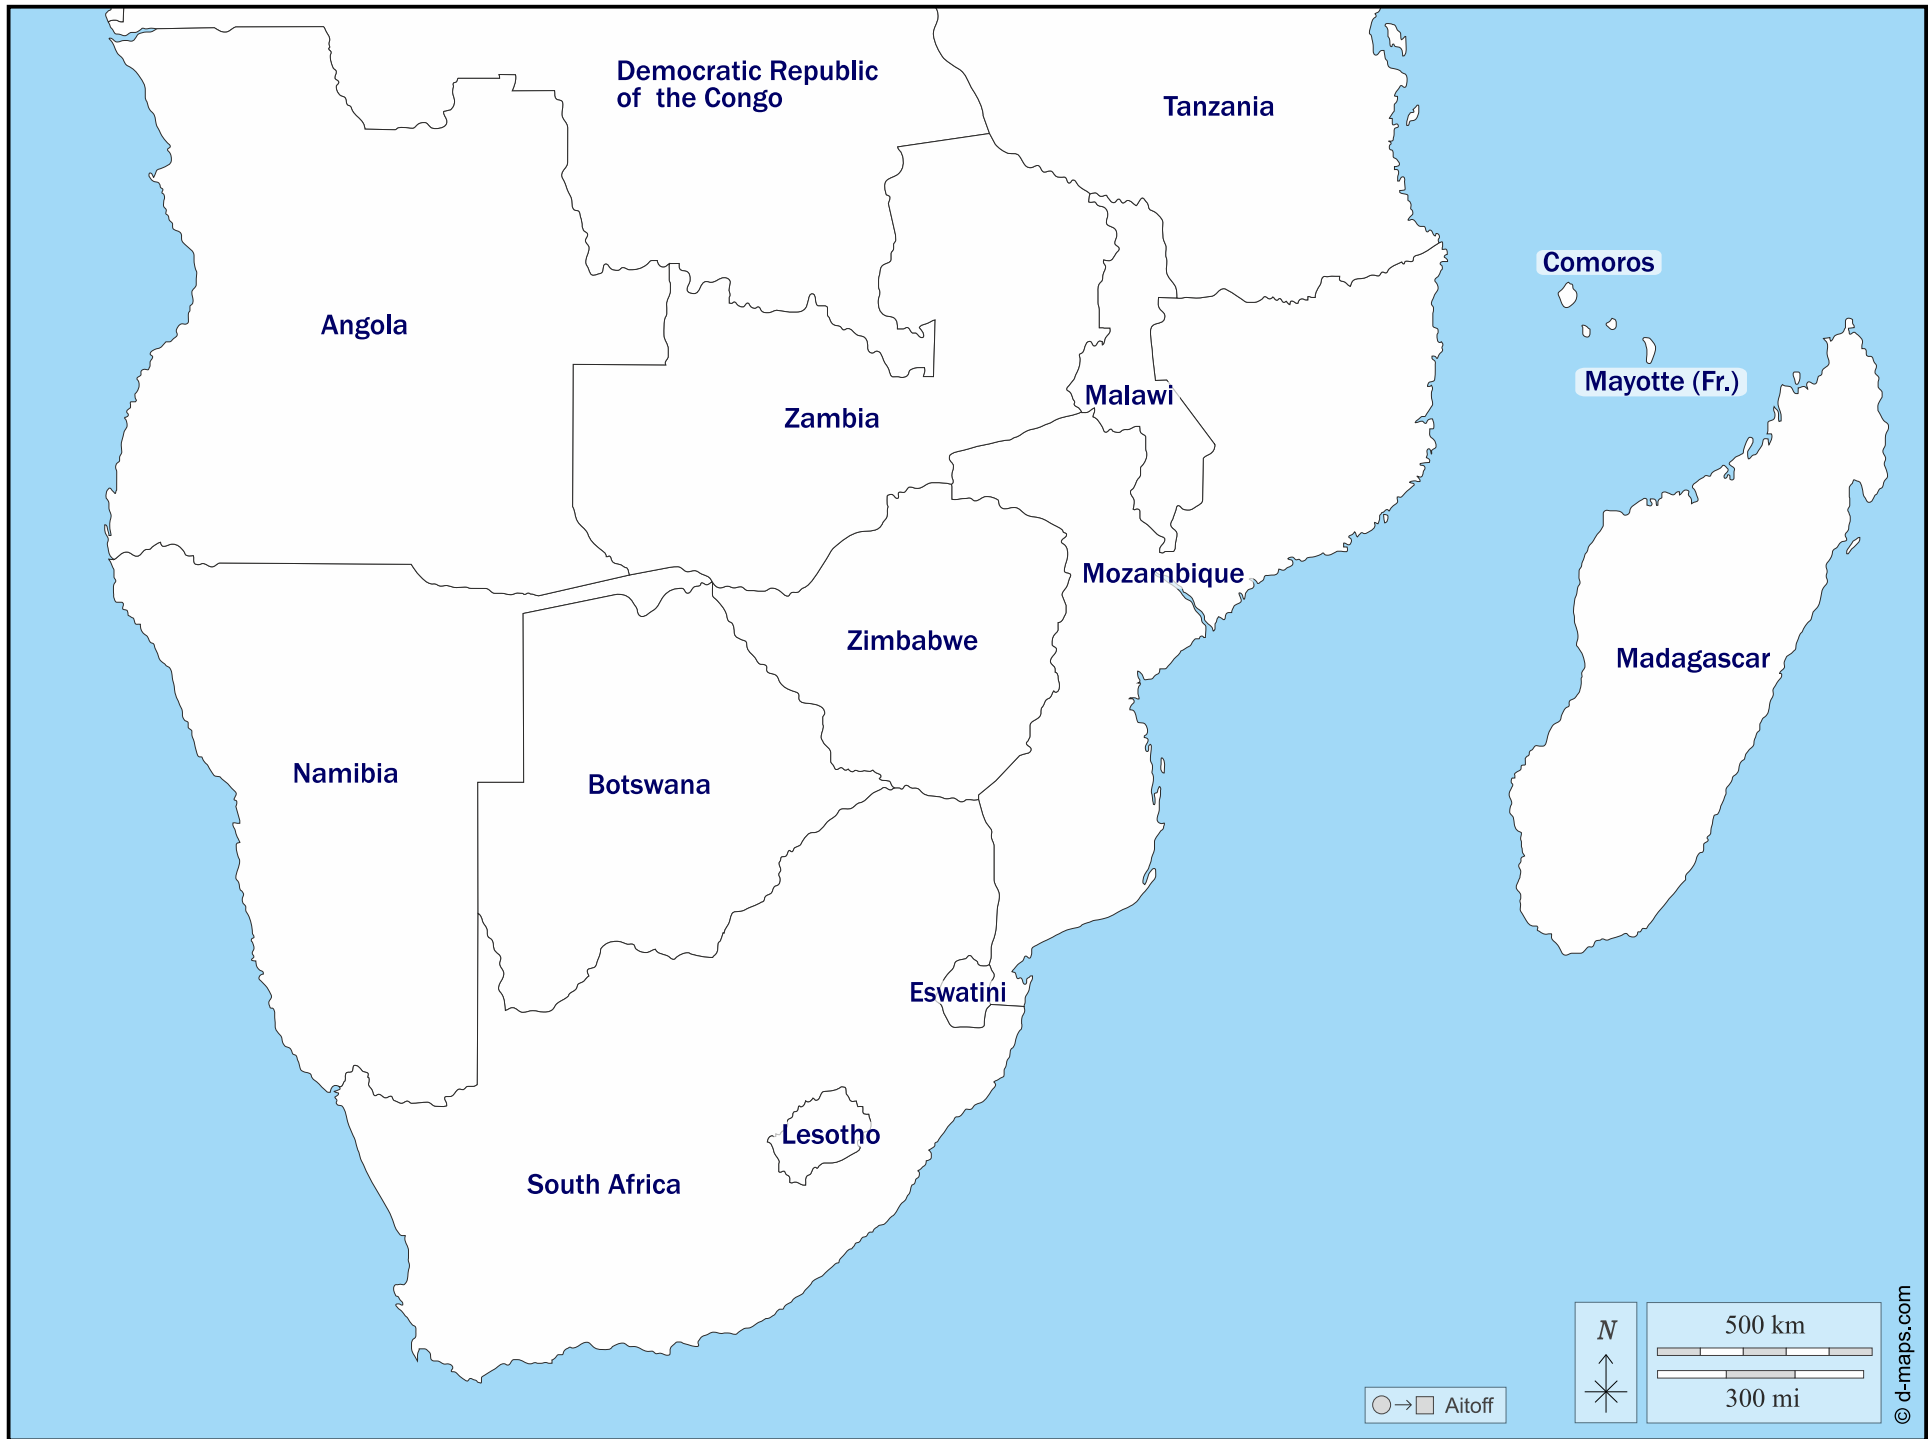 Democratic Republic
of the Congo
Tanzania
Comoros
Angola
Mayotte (Fr.)
Malawi
Zambia
Mozambique
Zimbabwe
Madagascar
Namibia
Botswana
Eswatini
Lesotho
South Africa
N
500 km
300 mi
Aitoff
© d-maps.com